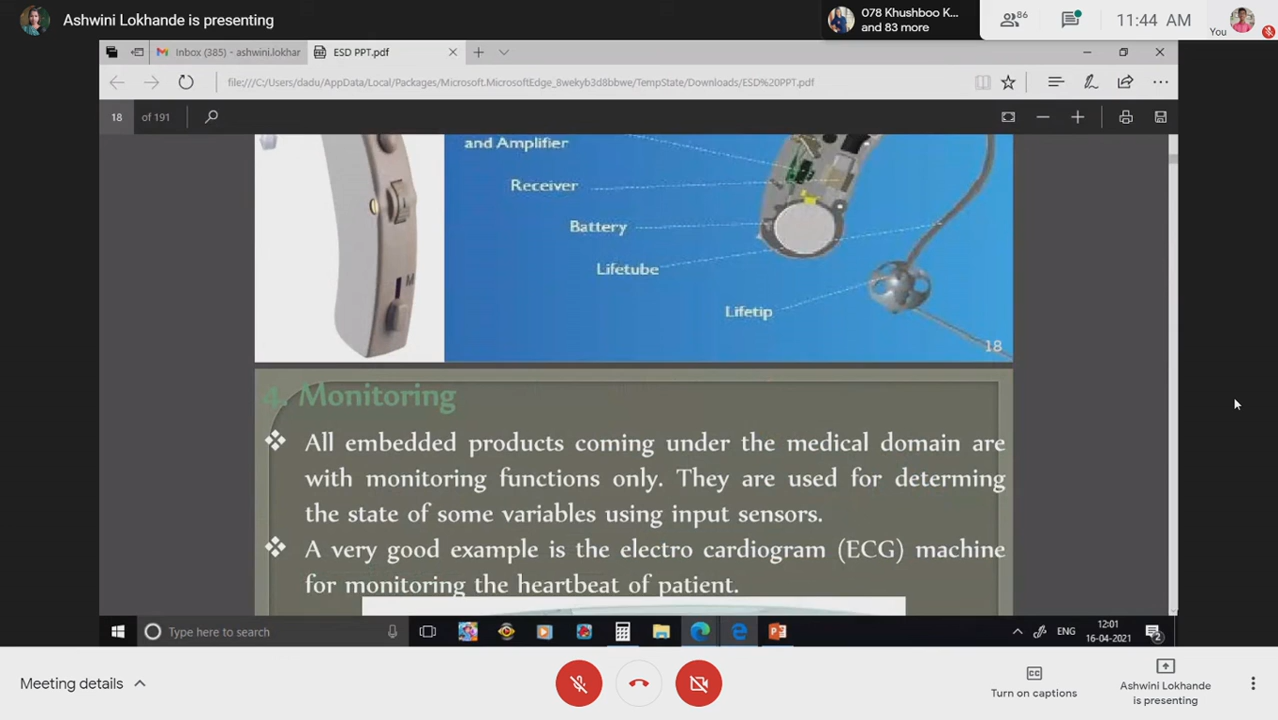 Ashwini Lokhande is presenting
078 Khushboo K...
and 83 more
86
11:44 AM
You
Inbox (385) - ashwini.lokhar
ESD PPT.pdf
file:///C:/Users/dadu/AppData/Local/Packages/Microsoft.MicrosoftEdge_8wekyb3d8bbwe/TempState/Downloads/ESD%20PPT.pdf
18 of 191
and Amplifier
Receiver
Battery
Lifetube
Lifetip
M
18
4. Monitoring
❖ All embedded products coming under the medical domain are
with monitoring functions only. They are used for determining
the state of some variables using input sensors.
❖ A very good example is the electro cardiogram (ECG) machine
for monitoring the heartbeat of patient.
Type here to search
ENG
12:01
16-04-2021
2
Meeting details
CC
Turn on captions
Ashwini Lokhande
is presenting